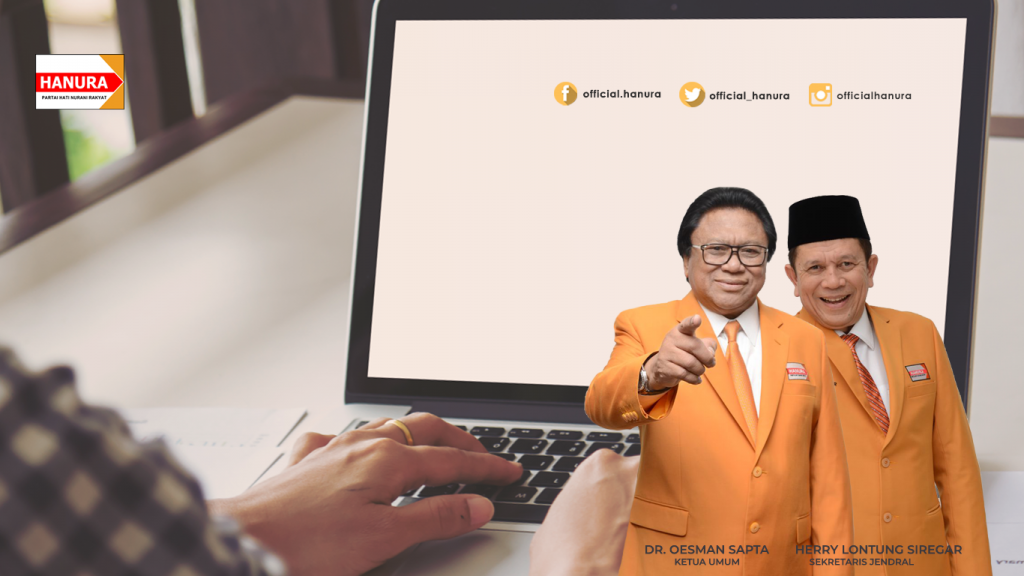 HANURA
PARTAI HATI NURANI RAKYAT
official.hanura
official_hanura
officialhanura
HANURA
DR. OESMAN SAPTA
KETUA UMUM
HERRY LONTUNG SIREGAR
SEKRETARIS JENDRAL